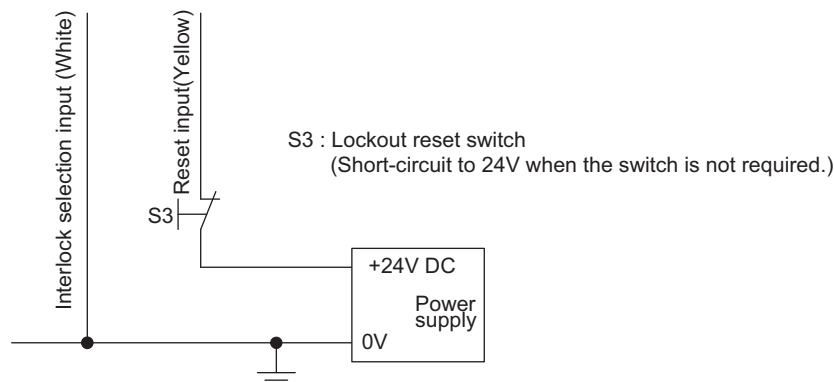 Interlock selection input (White)
Reset input(Yellow)
S3 : Lockout reset switch
(Short-circuit to 24V when the switch is not required.)
S3
+24V DC
Power
supply
0V